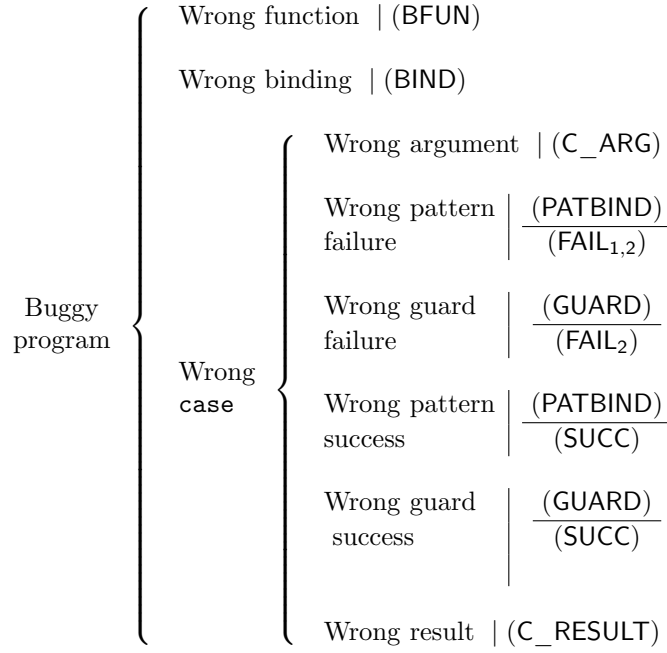 Wrong function | (BFUN)
Wrong binding | (BIND)
Wrong argument | (C_ARG)
Wrong pattern failure | (PATBIND)
(FAIL1,2)
Wrong guard failure | (GUARD)
(FAIL2)
Buggy program
Wrong case
Wrong pattern success | (PATBIND)
(SUCC)
Wrong guard success | (GUARD)
(SUCC)
Wrong result | (C_RESULT)